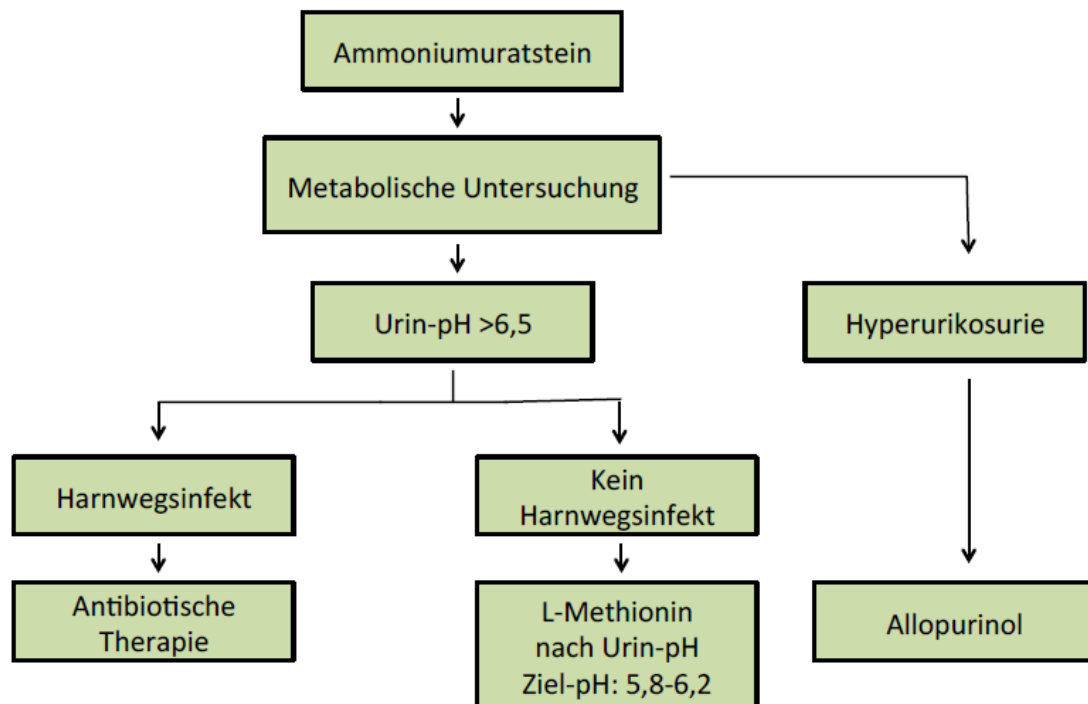 Ammoniumuratstein
Metabolische Untersuchung
Urin-pH >6,5
Hyperurikosurie
Harnwegsinfekt
Kein
Harnwegsinfekt
Antibiotische
Therapie
L-Methionin
nach Urin-pH
Ziel-pH: 5,8-6,2
Allopurinol